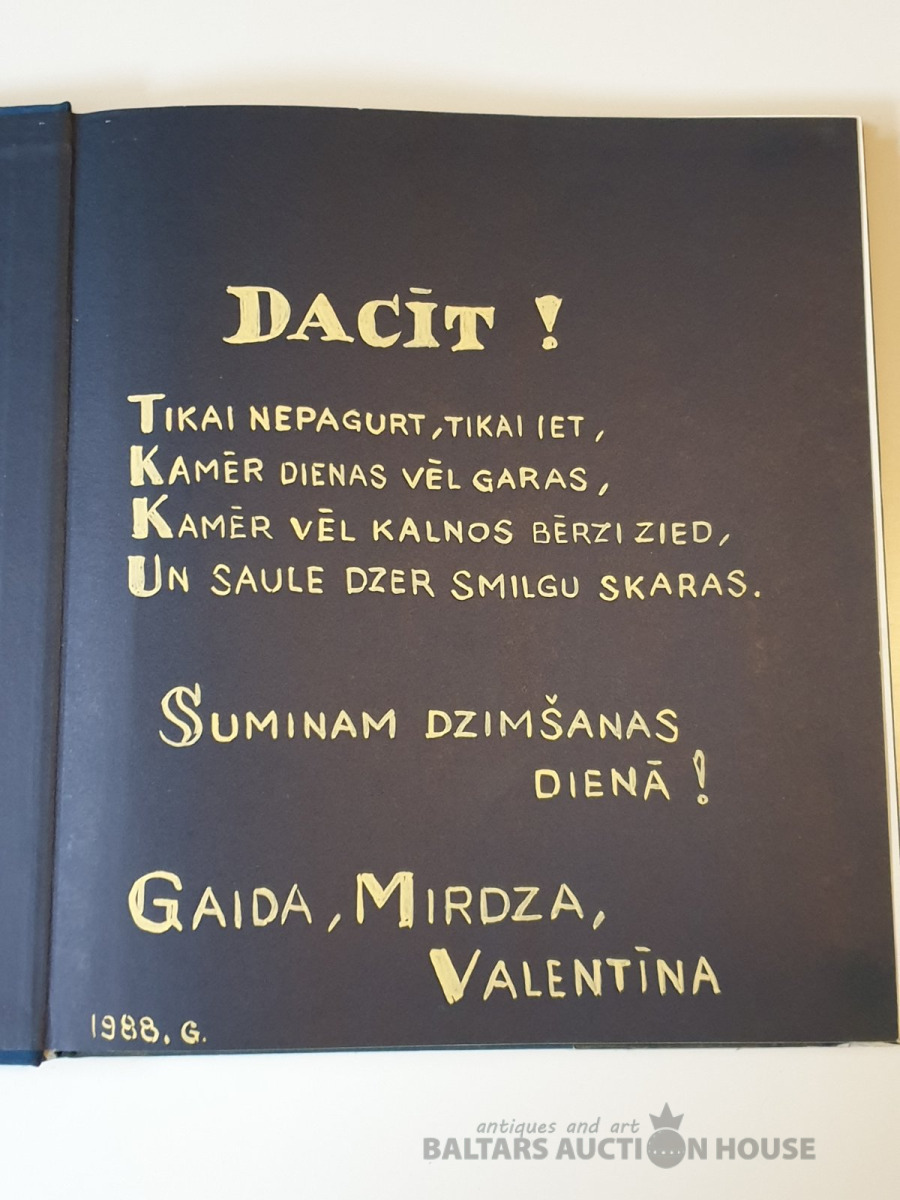 DACĪT !
TIKAI NEPAGURT, TIKAI IET,
KAMĒR DIENAS VĒL GARAS,
KAMĒR VĒL KALNOS BĒRZI ZIED,
UN SAULE DZER SMILGU SKARAS.
SUMINAM DZIMŠANAS
DIENĀ !
GAIDA, MIRDZA,
VALENTĪNA
1988. G.
antiques and art
BALTARS AUCTION HOUSE